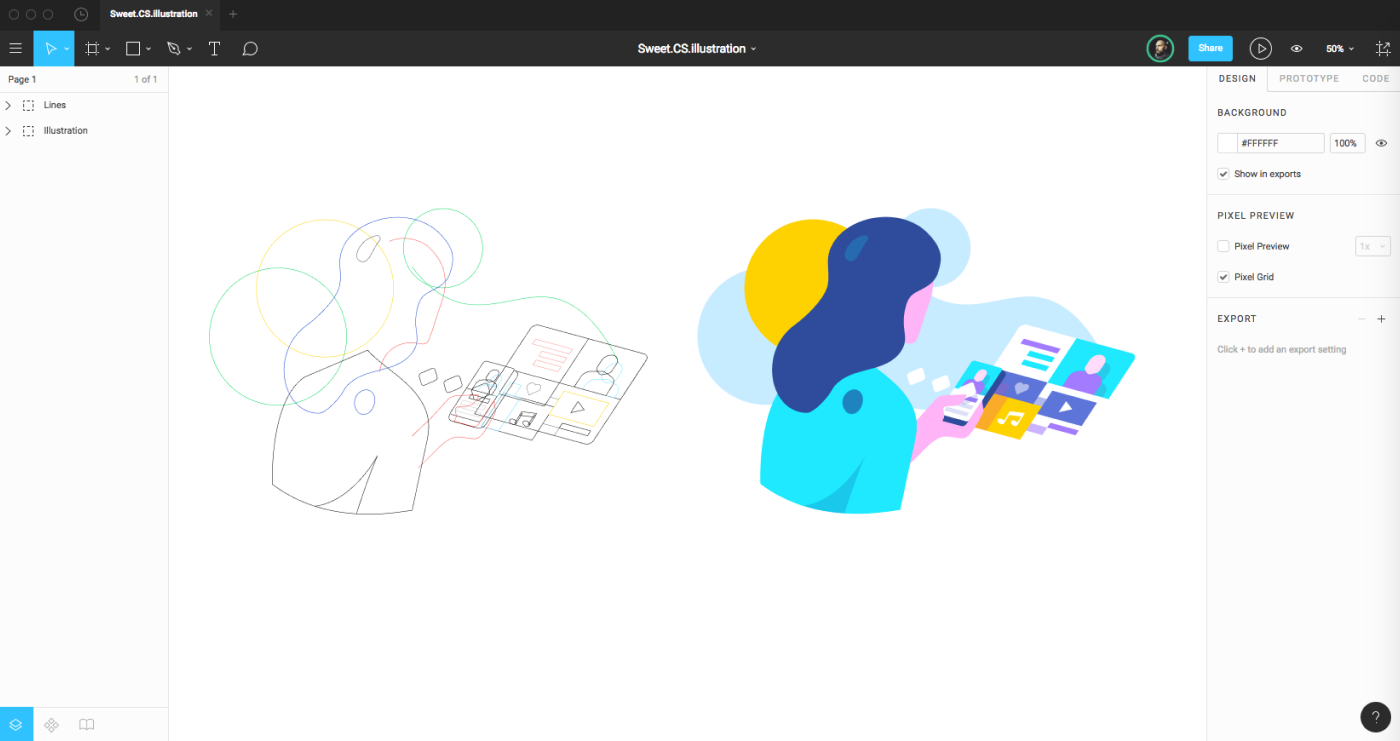 Sweet.CS.illustration
Sweet.CS.illustration
Share
50%
Page 1
1 of 1
Lines
Illustration
DESIGN
PROTOTYPE
CODE
BACKGROUND
#FFFFFF
100%
Show in exports
PIXEL PREVIEW
Pixel Preview
1x
Pixel Grid
EXPORT
Click + to add an export setting
?